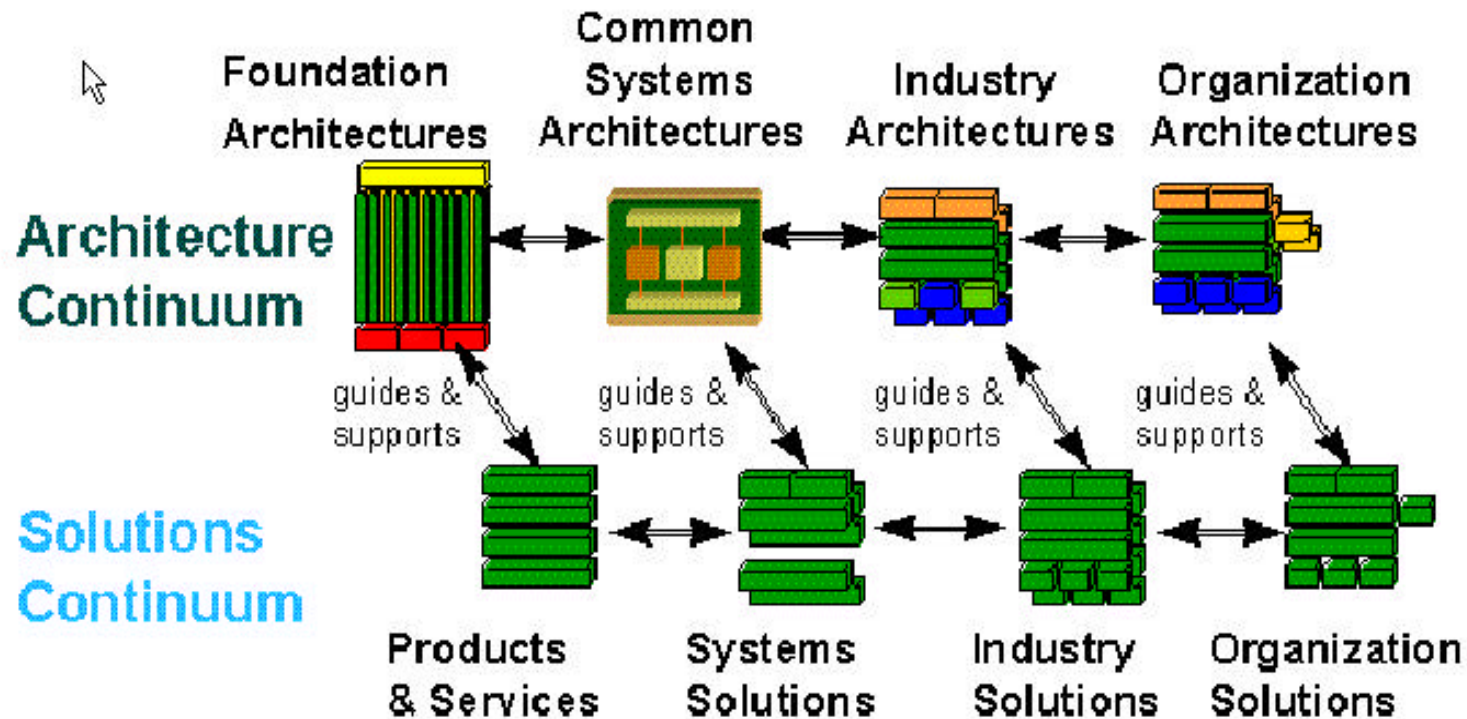 Foundation
Architectures
Common
Systems
Architectures
Industry
Architectures
Organization
Architectures
Architecture
Continuum
guides &
supports
guides &
supports
guides &
supports
guides &
supports
Solutions
Continuum
Products
& Services
Systems
Solutions
Industry
Solutions
Organization
Solutions